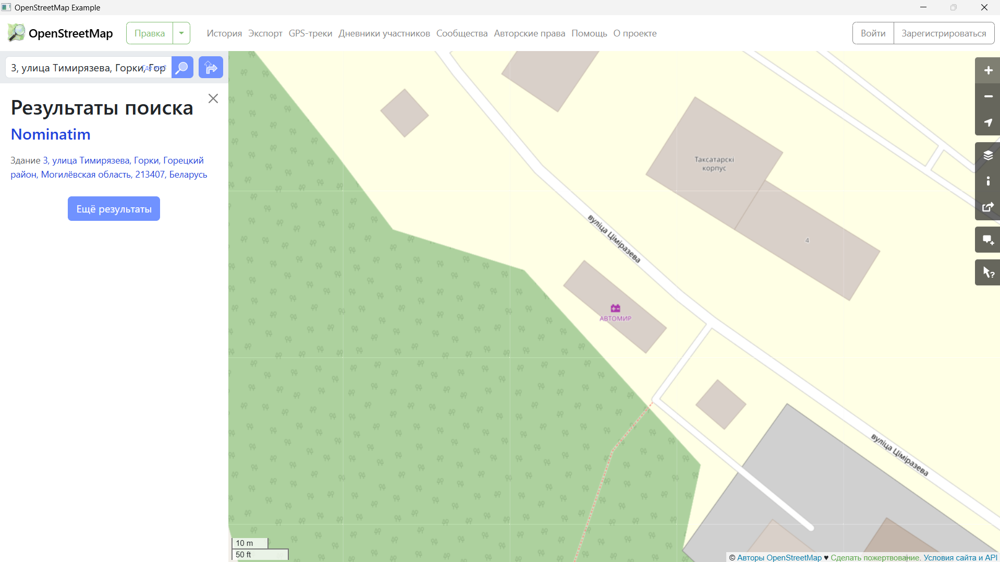 OpenStreetMap Example
OpenStreetMap
Правка
История
Экспорт
GPS-треки
Дневники участников
Сообщества
Авторские права
Помощь
О проекте
Войти
Зарегистрироваться
3, улица Тимирязева, Горки, Гор
Где это?
Результаты поиска
Nominatim
Здание 3, улица Тимирязева, Горки, Горецкий
район, Могилёвская область, 213407, Беларусь
Ещё результаты
Таксатарскі
корпус
вуліца Ціміразева
4
АВТОМИР
вуліца Ціміразева
10 m
50 ft
© Авторы OpenStreetMap ♥ Сделать пожертвование. Условия сайта и API